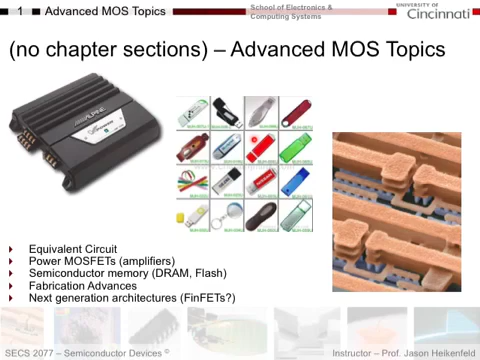 1 Advanced MOS Topics
School of Electronics &
Computing Systems
UNIVERSITY OF
Cincinnati
(no chapter sections) – Advanced MOS Topics
ALPINE
Equivalent Circuit
Power MOSFETs (amplifiers)
Semiconductor memory (DRAM, Flash)
Fabrication Advances
Next generation architectures (FinFETs?)
SECS 2077 – Semiconductor Devices ©
Instructor – Prof. Jason Heikenfeld